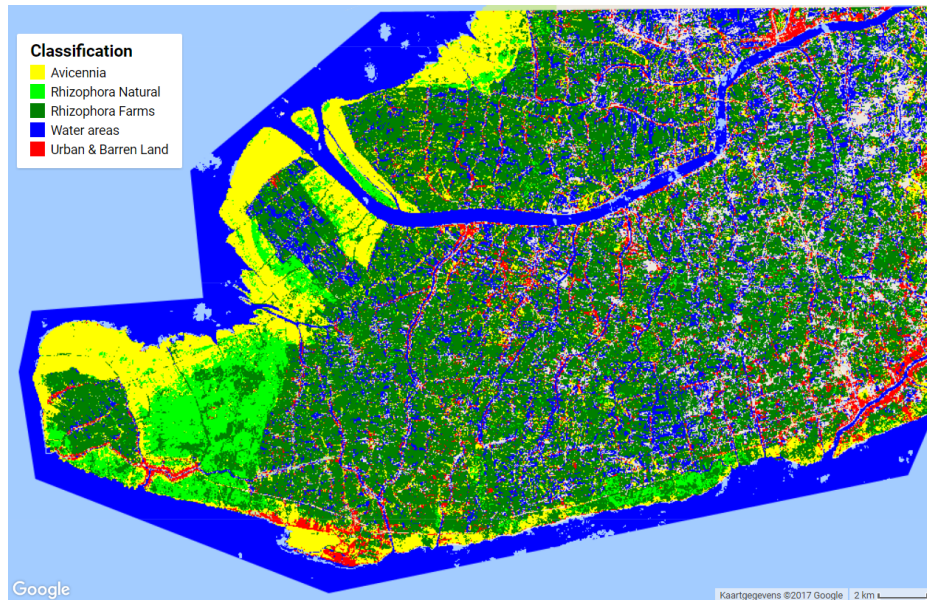 Classification
Avicennia
Rhizophora Natural
Rhizophora Farms
Water areas
Urban & Barren Land
Google
Kaartgegevens ©2017 Google
2 km